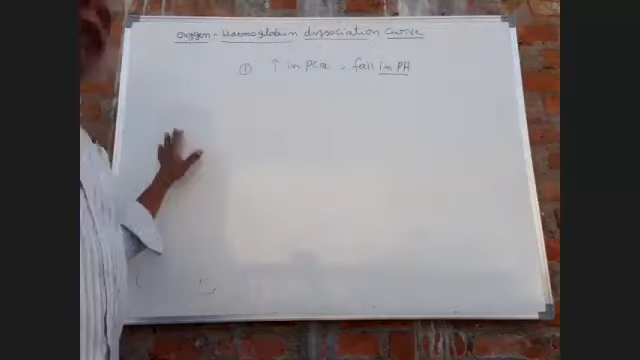 Oxygen - Haemoglobin dissociation curve
① ↑ in PCO₂ , fall in PH